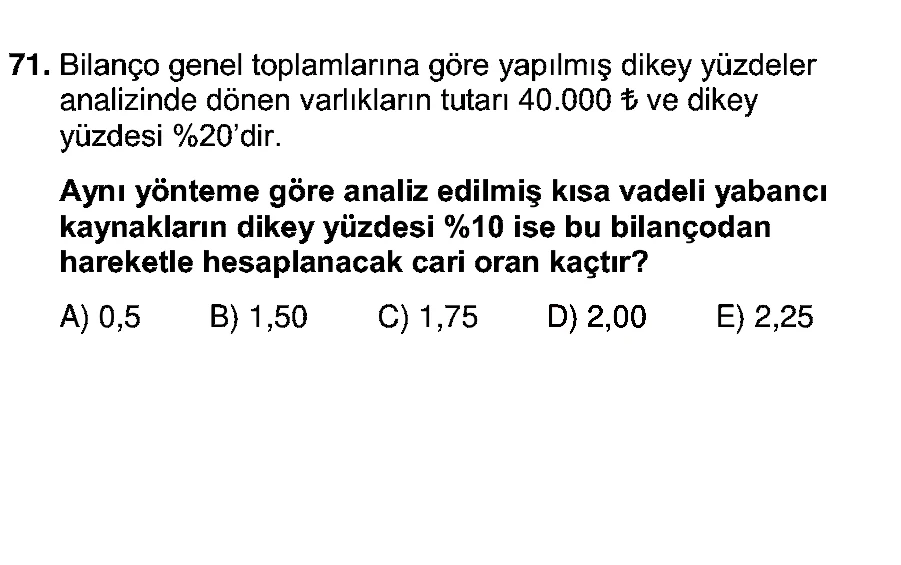 71. Bilanço genel toplamlarına göre yapılmış dikey yüzdeler
analizinde dönen varlıkların tutarı 40.000 ₺ ve dikey
yüzdesi %20’dir.
Aynı yönteme göre analiz edilmiş kısa vadeli yabancı
kaynakların dikey yüzdesi %10 ise bu bilançodan
hareketle hesaplanacak cari oran kaçtır?
A) 0,5 B) 1,50 C) 1,75 D) 2,00 E) 2,25